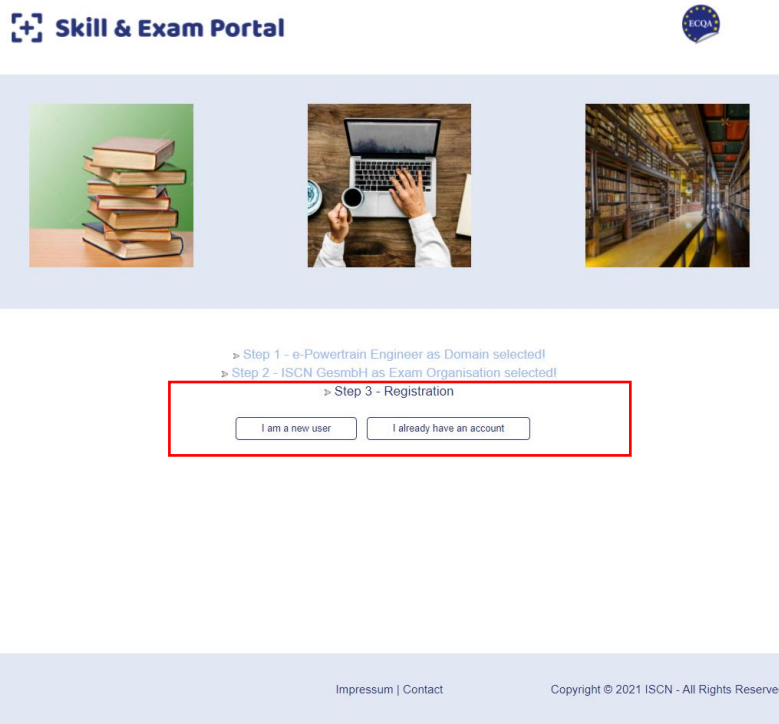 [+] Skill & Exam Portal
ECQA
Step 1 - e-Powertrain Engineer as Domain selected!
Step 2 - ISCN GesmbH as Exam Organisation selected!
Step 3 - Registration
I am a new user
I already have an account
Impressum | Contact
Copyright © 2021 ISCN - All Rights Reserve